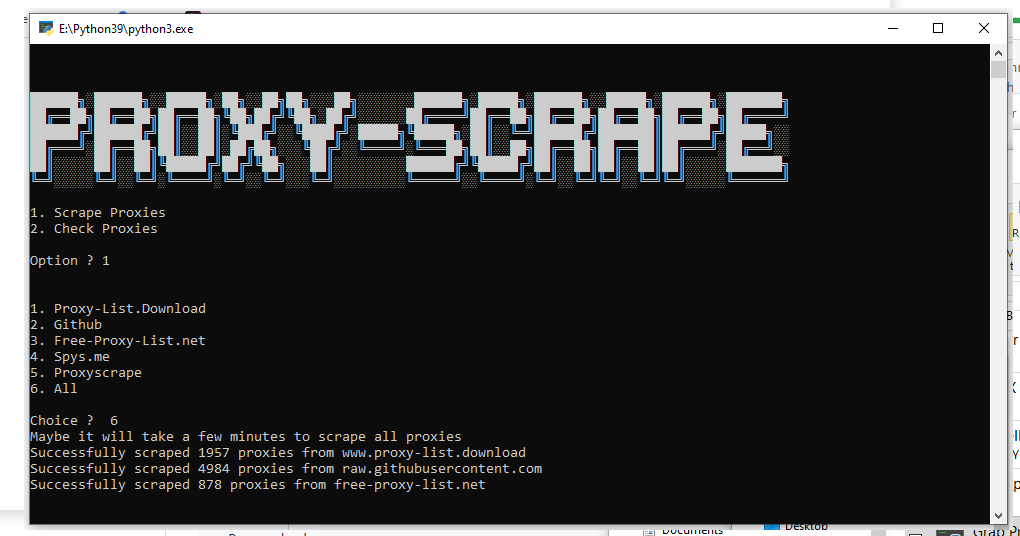 E:\Python39\python3.exe
PROXY-SCRAPE
1. Scrape Proxies
2. Check Proxies
Option ? 1
1. Proxy-List.Download
2. Github
3. Free-Proxy-List.net
4. Spys.me
5. Proxyscrape
6. All
Choice ?  6
Maybe it will take a few minutes to scrape all proxies
Successfully scraped 1957 proxies from www.proxy-list.download
Successfully scraped 4984 proxies from raw.githubusercontent.com
Successfully scraped 878 proxies from free-proxy-list.net
Documents
Desktop